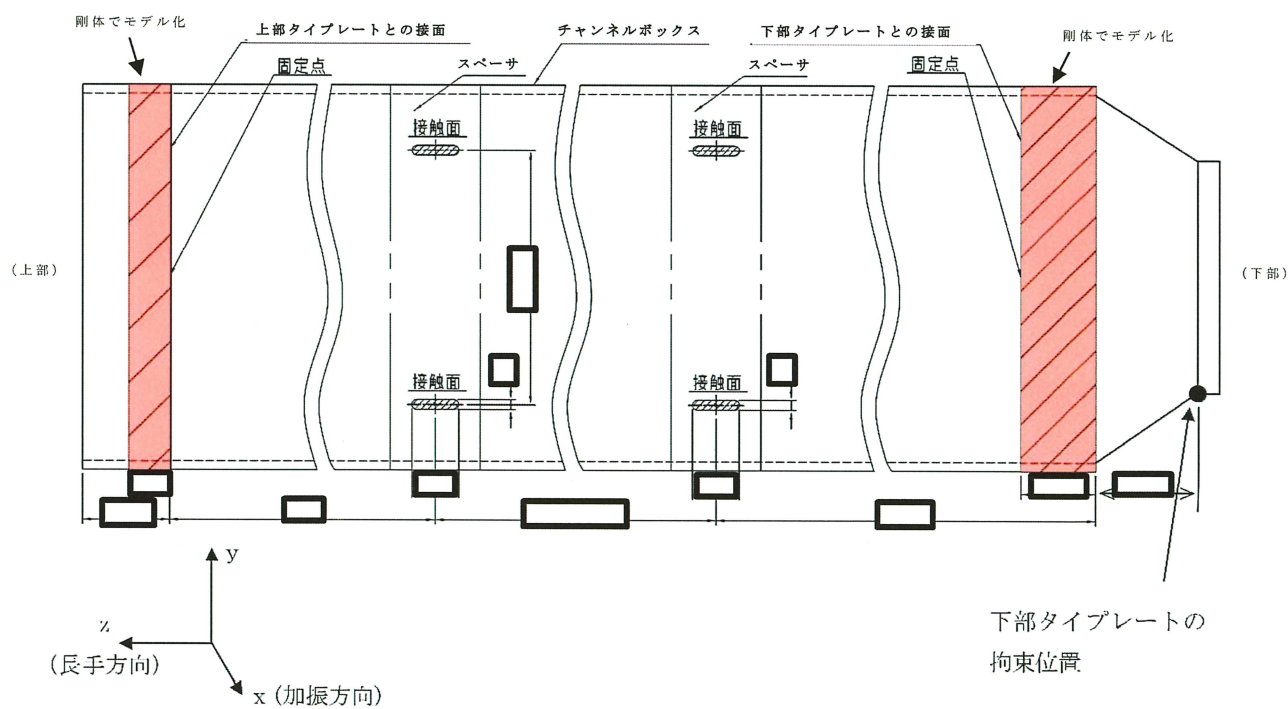 剛体でモデル化
上部タイプレートとの接面
チャンネルボックス
下部タイプレートとの接面
剛体でモデル化
固定点
スペーサ
スペーサ
固定点
接触面
接触面
(上部)
(下部)
接触面
接触面
y
z
(長手方向)
x (加振方向)
下部タイプレートの
拘束位置